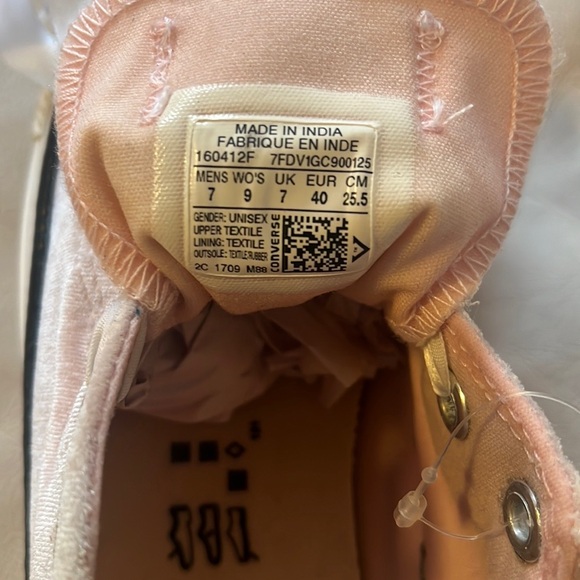 MADE IN INDIA
FABRIQUE EN INDE
160412F 7FDV1GC900125
MENS WO'S UK EUR CM
7 9 7 40 25.5
GENDER: UNISEX
UPPER TEXTILE
LINING: TEXTILE
OUTSOLE: TEXTILE/RUBBER
2C 1709 M88
CONVERSE